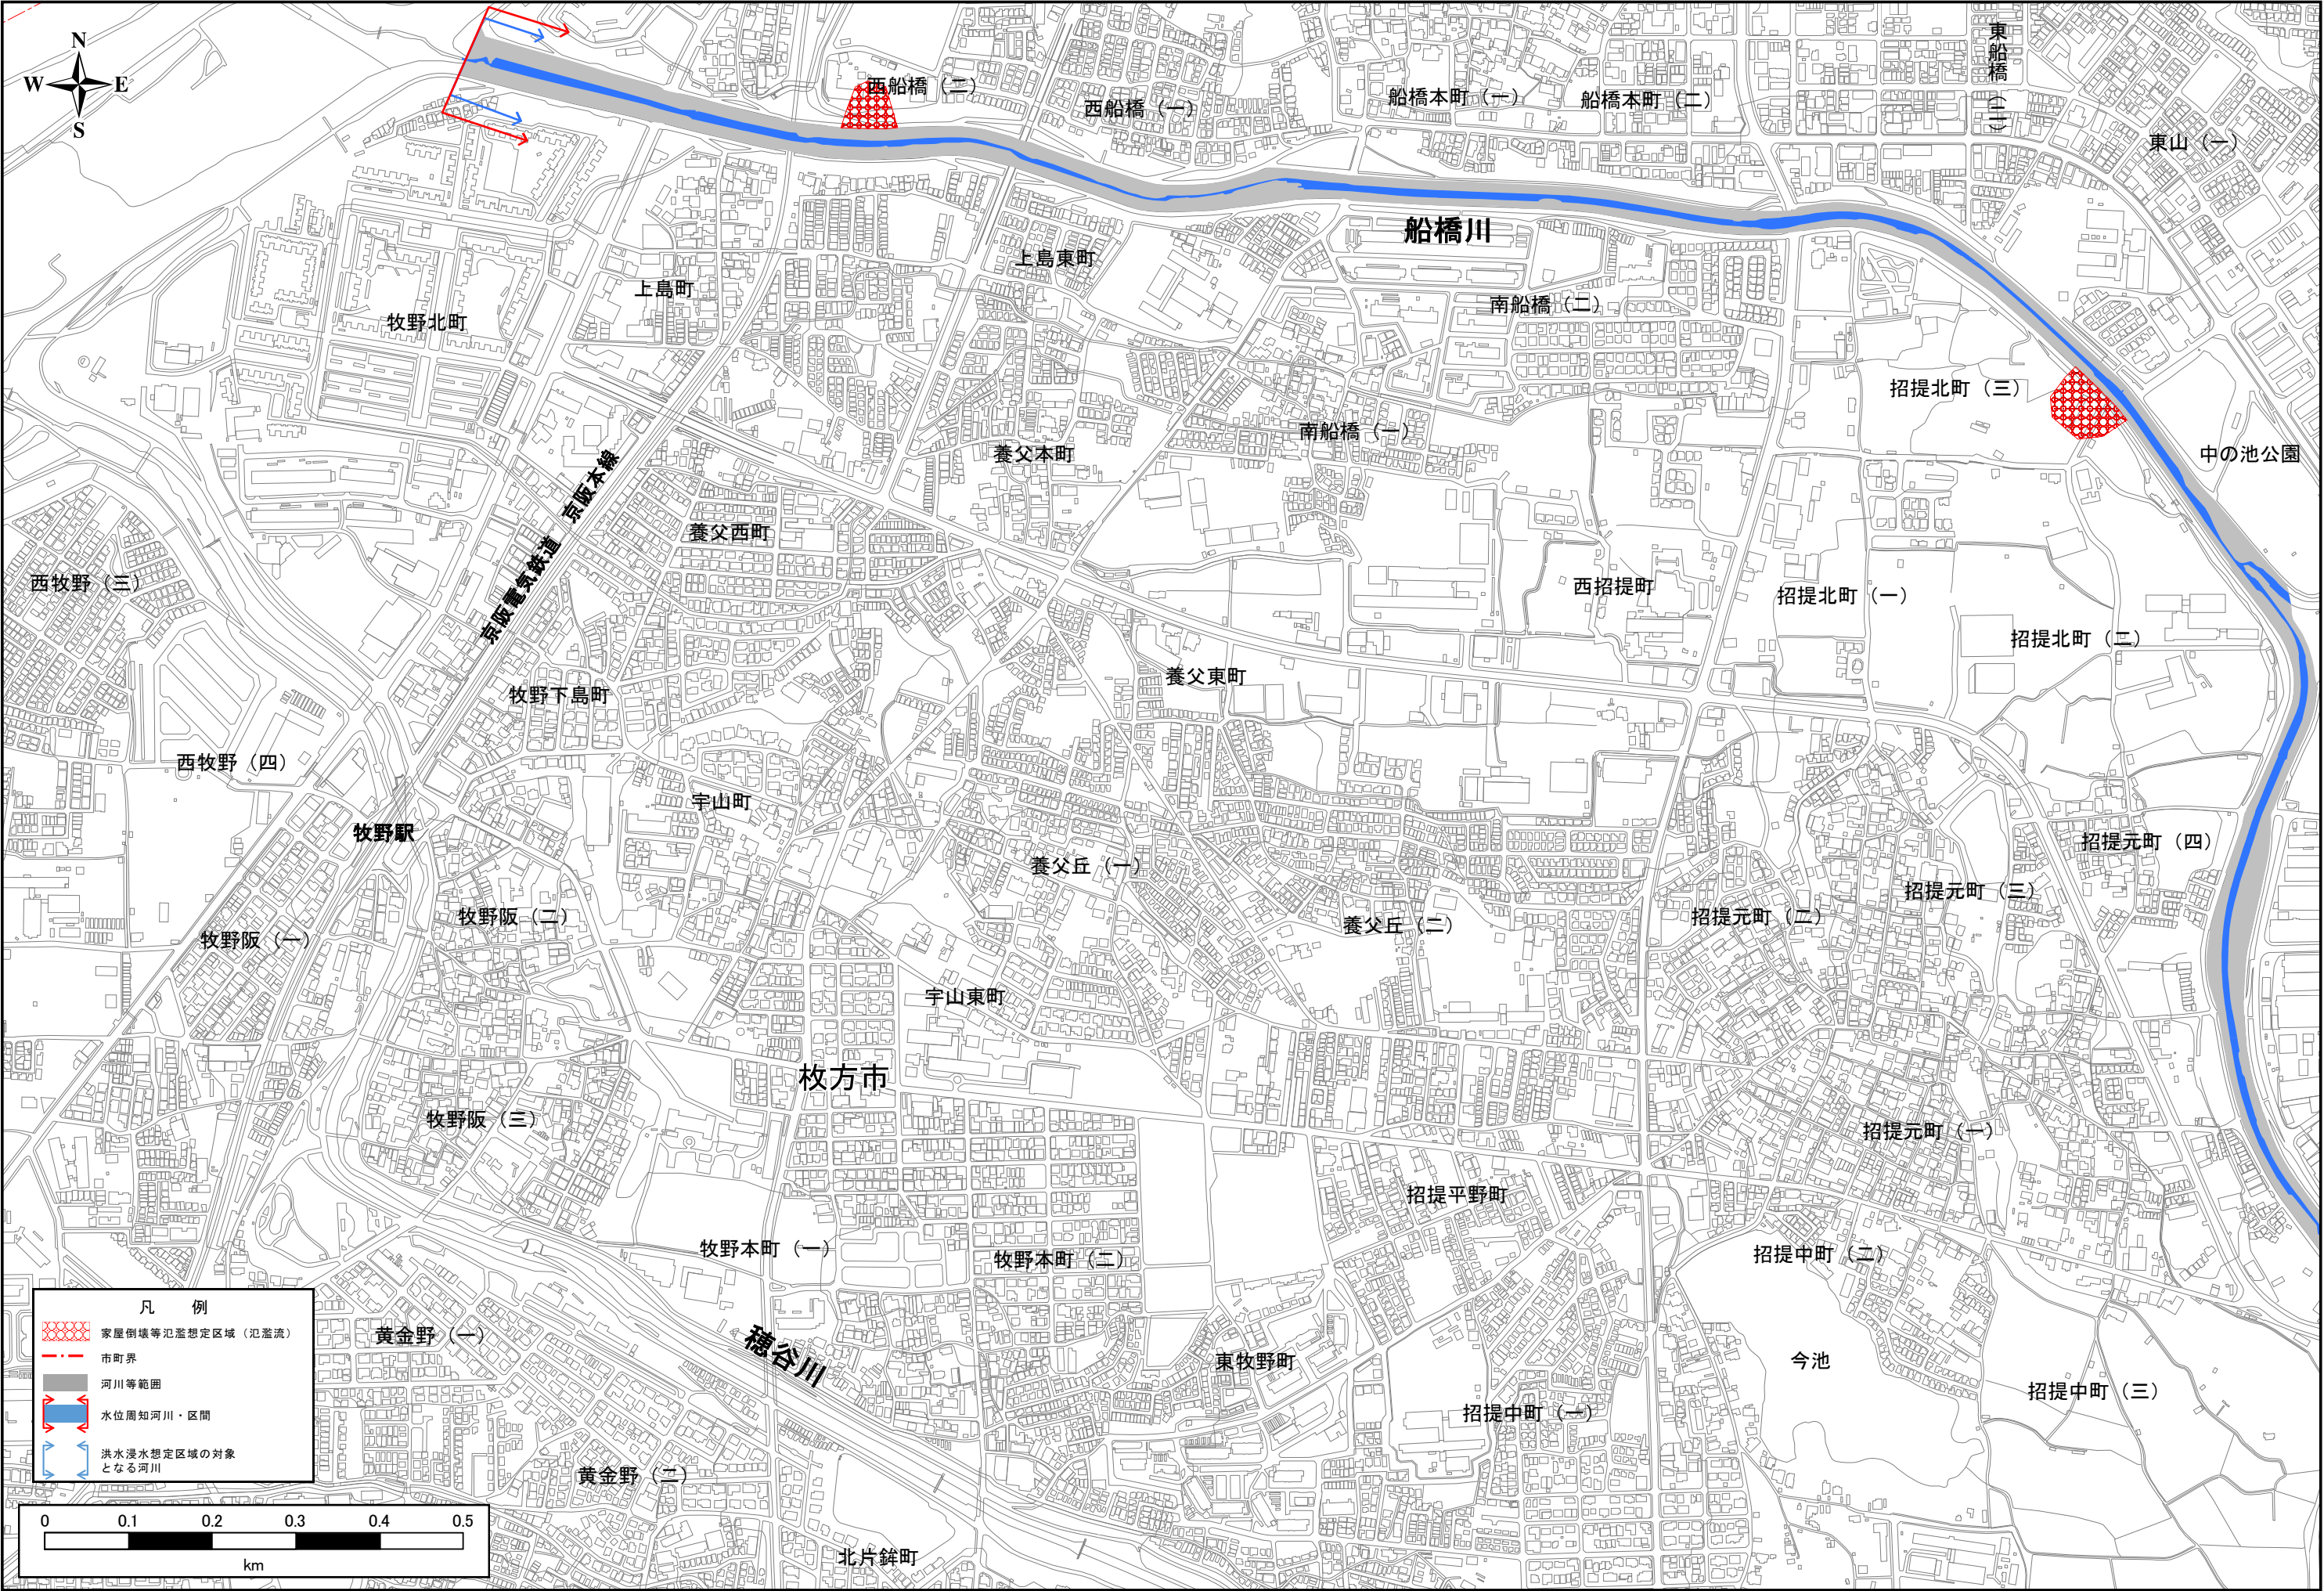 N
W E
S
西船橋（二）
西船橋（一）
船橋本町（一）
船橋本町（二）
東船橋（二）
東山（一）
船橋川
上島東町
上島町
南船橋（二）
牧野北町
招提北町（三）
南船橋（一）
養父本町
中の池公園
京阪電気鉄道 京阪本線
養父西町
西牧野（三）
西招提町
招提北町（一）
招提北町（二）
養父東町
牧野下島町
西牧野（四）
宇山町
牧野駅
招提元町（四）
養父丘（一）
招提元町（三）
牧野阪（二）
招提元町（二）
養父丘（二）
牧野阪（一）
宇山東町
枚方市
牧野阪（三）
招提元町（一）
招提平野町
牧野本町（一）
牧野本町（二）
招提中町（二）
黄金野（一）
穂谷川
東牧野町
今池
招提中町（三）
招提中町（一）
黄金野（二）
北片鉾町
凡 例
家屋倒壊等氾濫想定区域（氾濫流）
市町界
河川等範囲
水位周知河川・区間
洪水浸水想定区域の対象
となる河川
0 0.1 0.2 0.3 0.4 0.5
km